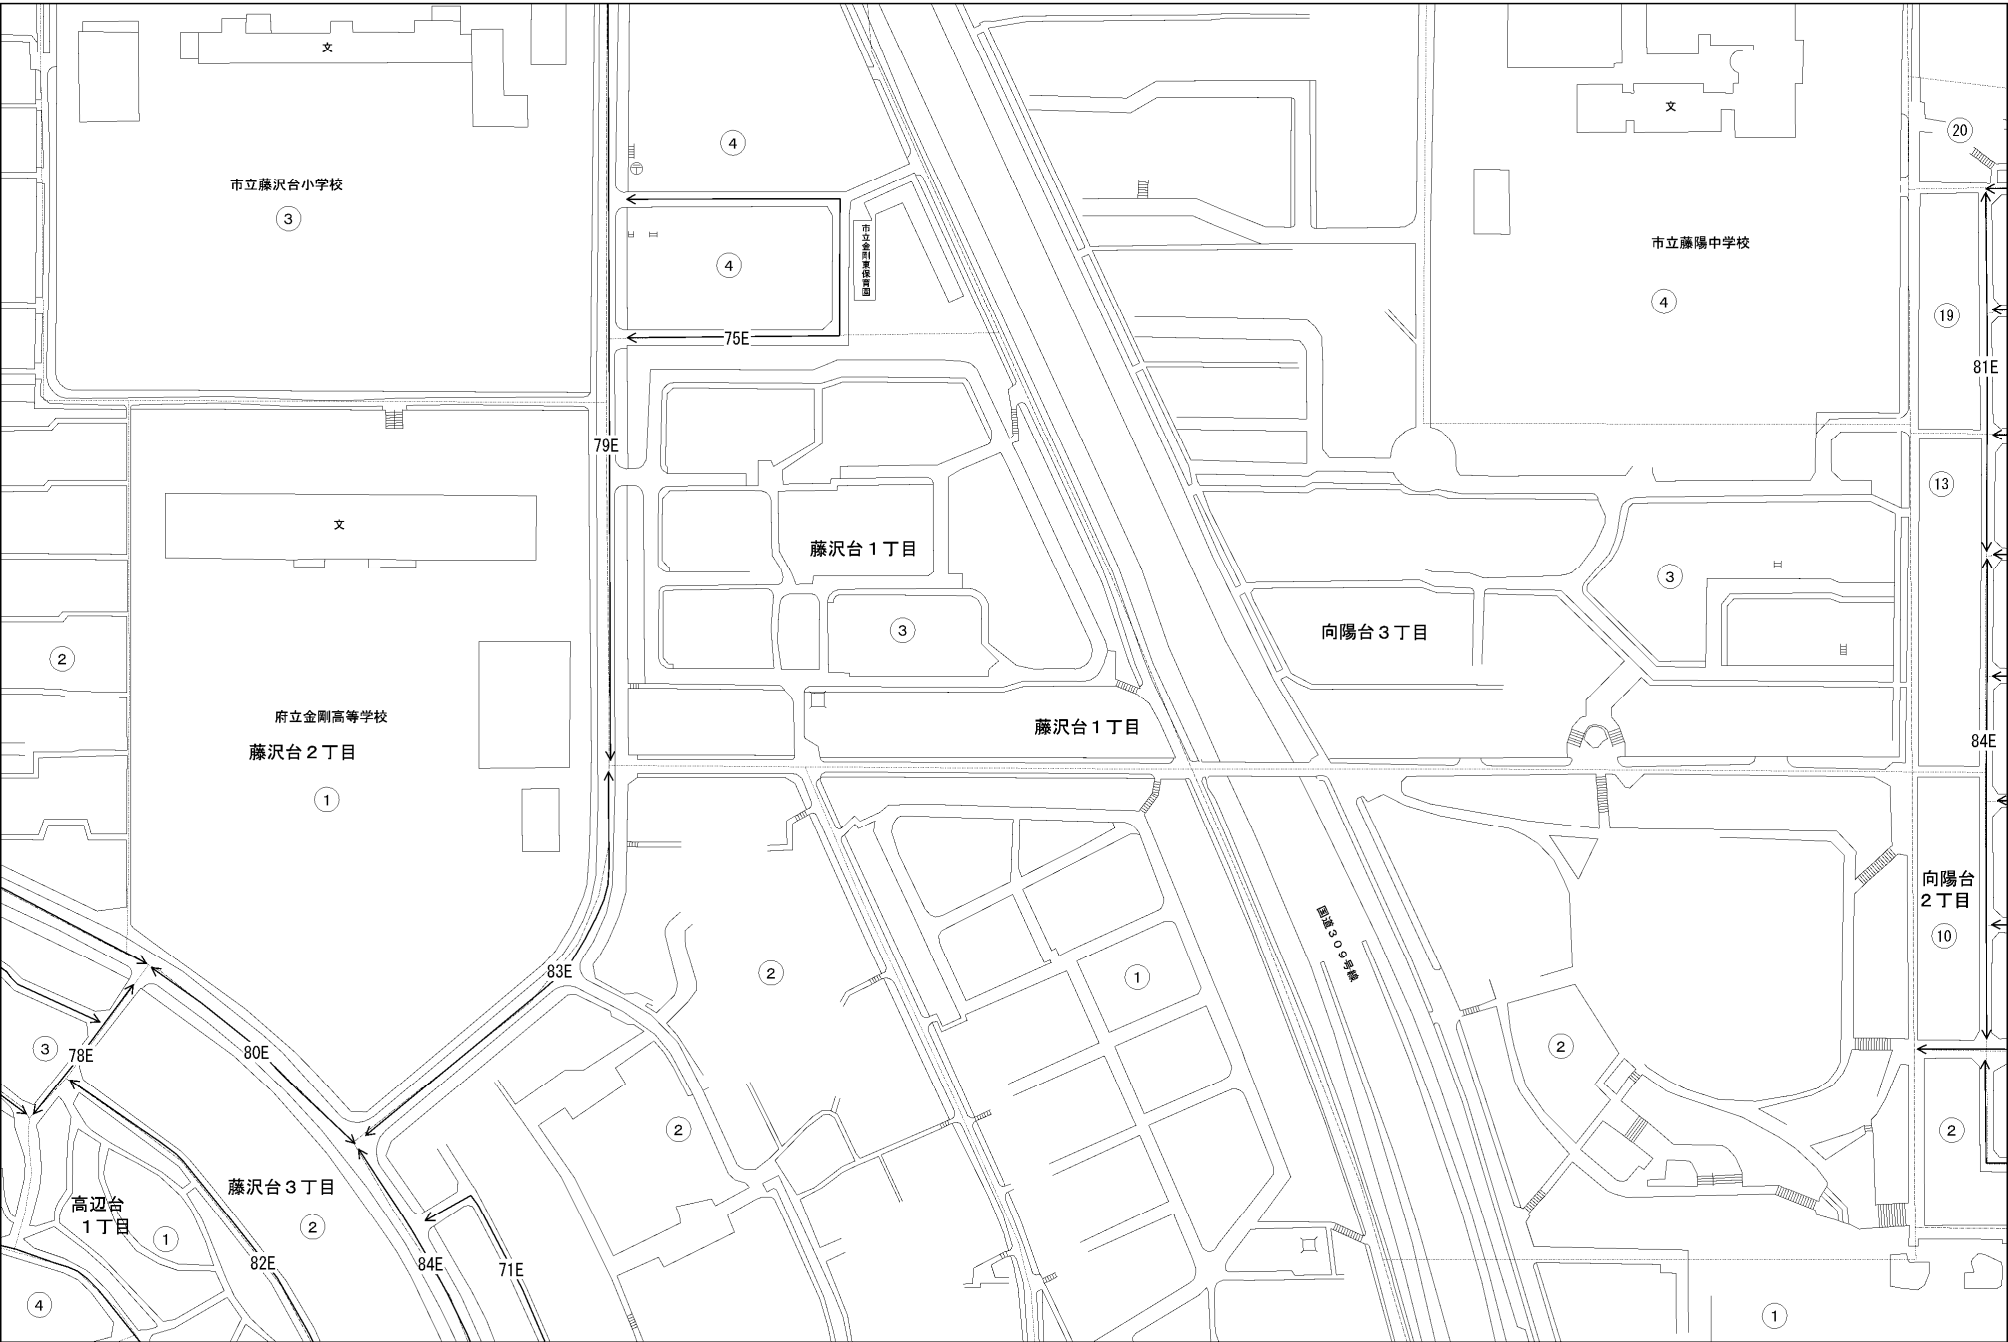 文
文
20
4
市立藤沢台小学校
3
市立金剛東保育園
4
市立藤陽中学校
4
19
75E
81E
79E
13
文
藤沢台1丁目
3
3
向陽台3丁目
2
府立金剛高等学校
藤沢台2丁目
藤沢台1丁目
84E
1
向陽台
2丁目
10
国道309号線
83E
2
1
3
78E
80E
2
2
2
藤沢台3丁目
2
高辺台
1丁目
1
82E
84E
71E
4
1